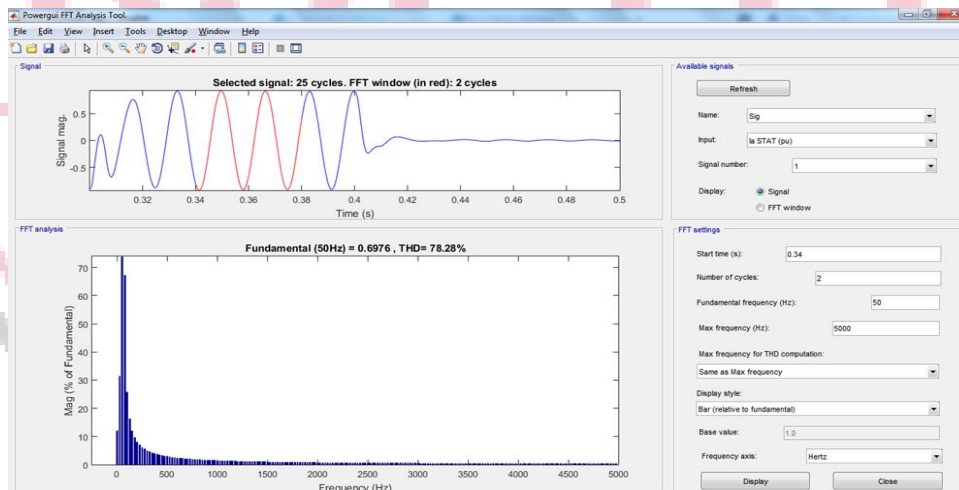 Powergui FFT Analysis Tool.
File Edit View Insert Tools Desktop Window Help
Signal
Selected signal: 25 cycles. FFT window (in red): 2 cycles
Signal mag.
0.5
0
-0.5
0.32 0.34 0.36 0.38 0.4 0.42 0.44 0.46 0.48 0.5
Time (s)
FFT analysis
Fundamental (50Hz) = 0.6976 , THD= 78.28%
Mag (% of Fundamental)
70
60
50
40
30
20
10
0
0 500 1000 1500 2000 2500 3000 3500 4000 4500 5000
Frequency (Hz)
Available signals
Refresh
Name: Sig
Input: Ia STAT (pu)
Signal number: 1
Display: Signal
FFT window
FFT settings
Start time (s): 0.34
Number of cycles: 2
Fundamental frequency (Hz): 50
Max frequency (Hz): 5000
Max frequency for THD computation:
Same as Max frequency
Display style:
Bar (relative to fundamental)
Base value: 1.0
Frequency axis: Hertz
Display Close